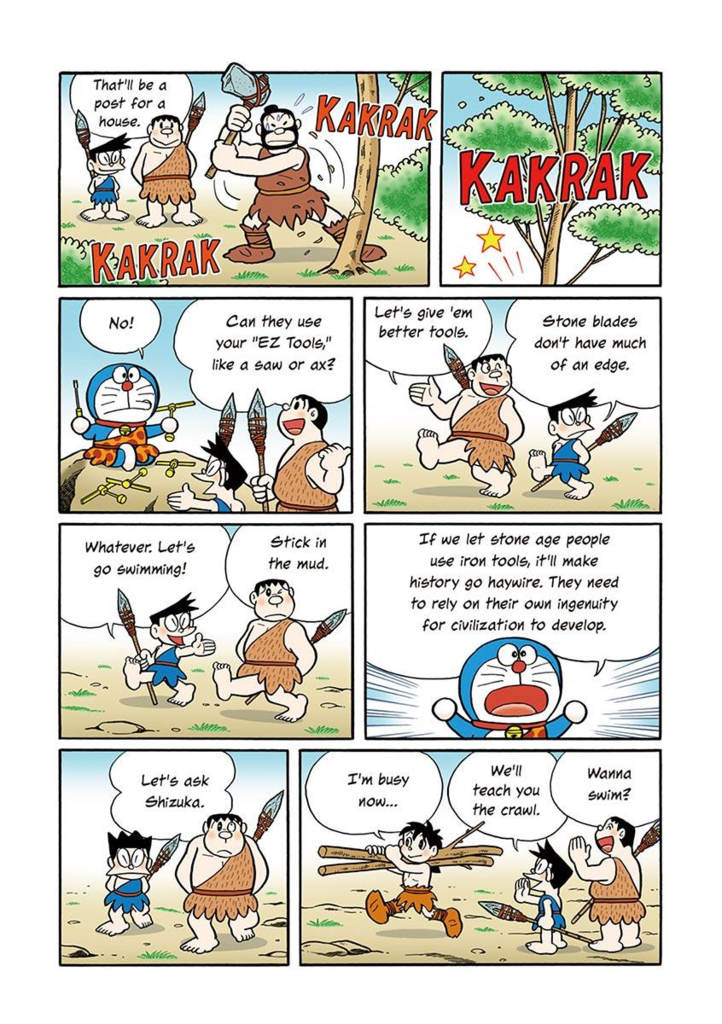 KAKRAK
KAKRAK
That'll be a
post for a
house.
KAKRAK
Stone blades
don't have much
of an edge.
Let's give 'em
better tools.
Can they use
your "EZ Tools,"
like a saw or ax?
No!
If we let stone age people
use iron tools, it'll make
history go haywire. They need
to rely on their own ingenuity
for civilization to develop.
Stick in
the mud.
Whatever. Let's
go swimming!
Wanna
swim?
We'll
teach you
the crawl.
I'm busy
now...
Let's ask
Shizuka.